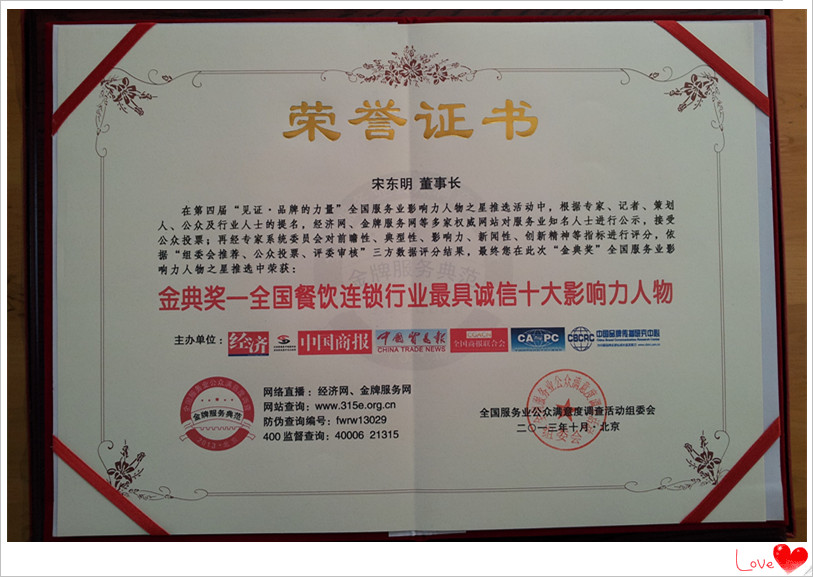 荣誉证书
宋东明 董事长
在第四届“见证·品牌的力量”全国服务业影响力人物之星推选活动中，根据专家、记者、策划
人、公众及行业人士的提名，经济网、金牌服务网等多家权威网站对服务业知名人士进行公示，接受
公众投票；再经专家系统委员会对前瞻性、典型性、影响力、新闻性、创新精神等指标进行评分，依
据“组委会推荐、公众投票、评委审核”三方数据评分结果，最终您在此次“金典奖”全国服务业影
响力人物之星推选中荣获：
金牌服务典范
金典奖—全国餐饮连锁行业最具诚信十大影响力人物
主办单位：经济 中国商报 中国贸易报 CHINA TRADE NEWS 全国商报联合会 CA PC CBCRC 中国品牌传播研究中心
网络直播：经济网、金牌服务网
网站查询：www.315e.org.cn
防伪查询编号：fwrw13029
400 监督查询：40006 21315
金牌服务典范
全国服务业公众满意度调查活动组委会
二〇一三年十月·北京
Love